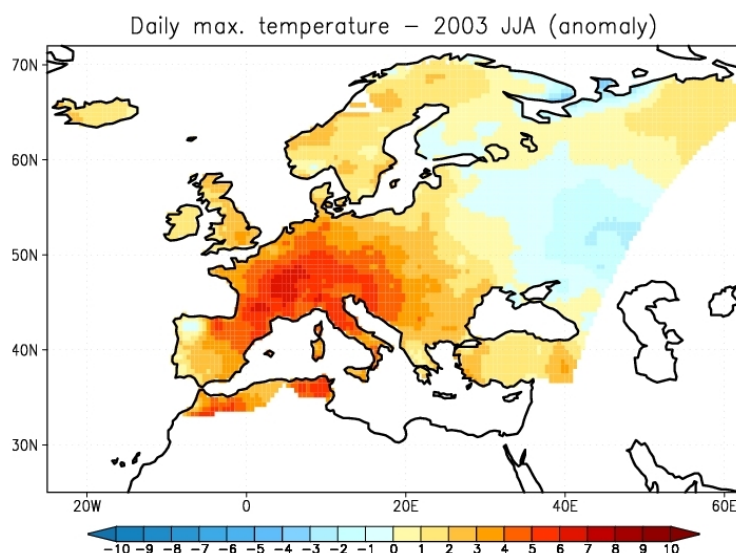 Daily max. temperature – 2003 JJA (anomaly)
70N
60N
50N
40N
30N
20W 0 20E 40E 60E
-10 -9 -8 -7 -6 -5 -4 -3 -2 -1 0 1 2 3 4 5 6 7 8 9 10